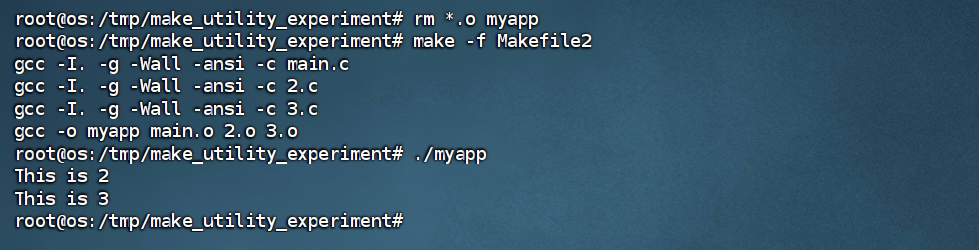 root@os:/tmp/make_utility_experiment# rm *.o myapp
root@os:/tmp/make_utility_experiment# make -f Makefile2
gcc -I. -g -Wall -ansi -c main.c
gcc -I. -g -Wall -ansi -c 2.c
gcc -I. -g -Wall -ansi -c 3.c
gcc -o myapp main.o 2.o 3.o
root@os:/tmp/make_utility_experiment# ./myapp
This is 2
This is 3
root@os:/tmp/make_utility_experiment#